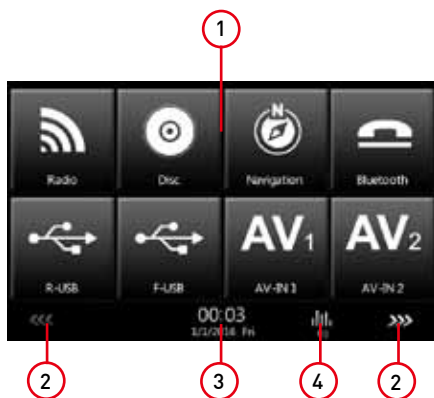 1
Radio Disc Navigation Bluetooth
AV1 AV2
R-USB F-USB AV-IN 1 AV-IN 2
<<< 00:03 >>>
1/1/2016 Fri EQ
2 3 4 2